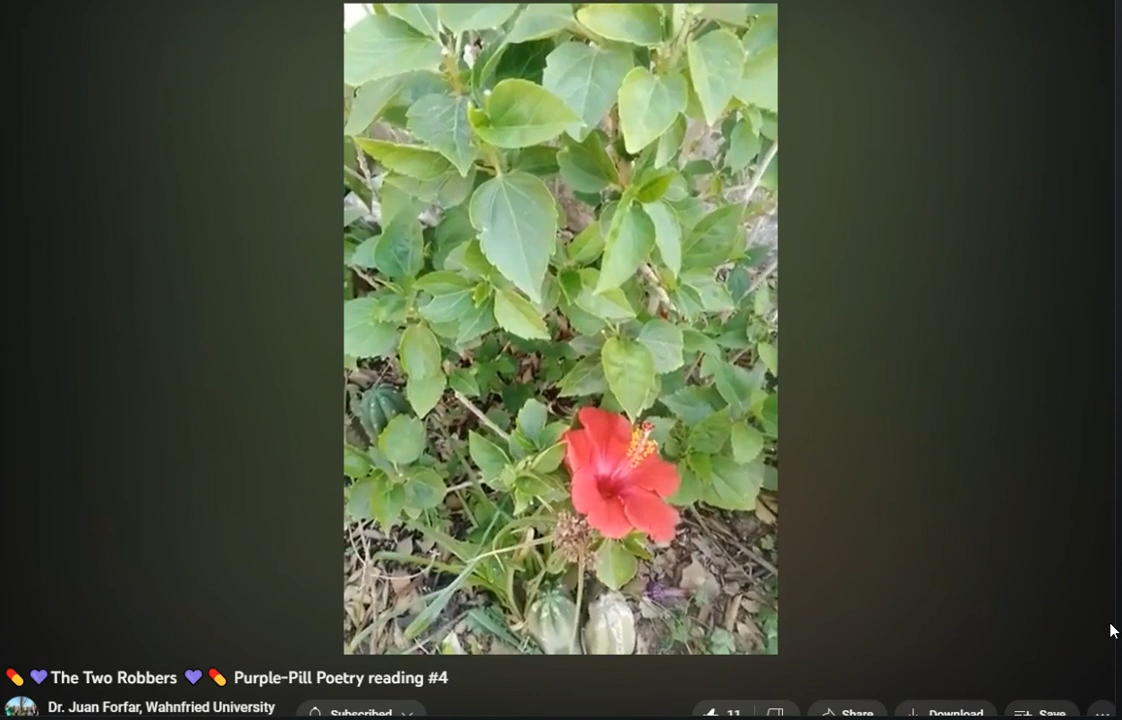 💊💜The Two Robbers 💜💊 Purple-Pill Poetry reading #4
Dr. Juan Forfar, Wahnfried University
Subscribed
11
Share
Download
Save